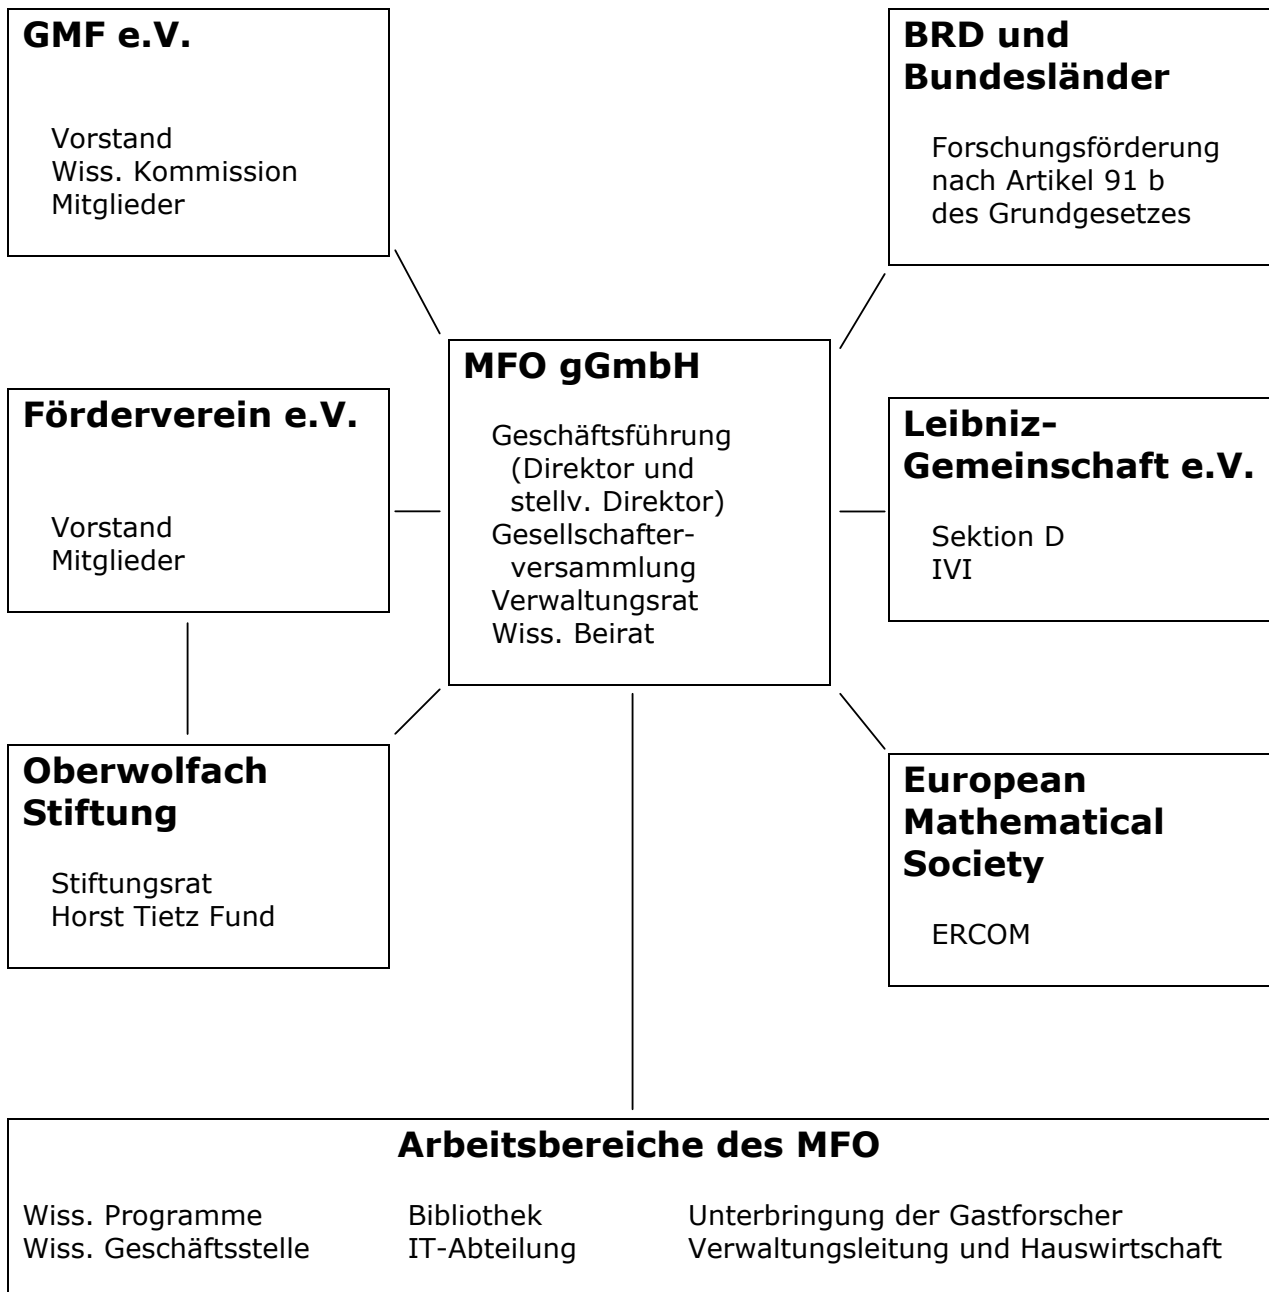 GMF e.V.
Vorstand
Wiss. Kommission
Mitglieder
BRD und
Bundesländer
Forschungsförderung
nach Artikel 91 b
des Grundgesetzes
MFO gGmbH
Geschäftsführung
(Direktor und
stellv. Direktor)
Gesellschafter-
versammlung
Verwaltungsrat
Wiss. Beirat
Förderverein e.V.
Vorstand
Mitglieder
Leibniz-
Gemeinschaft e.V.
Sektion D
IVI
Oberwolfach
Stiftung
Stiftungsrat
Horst Tietz Fund
European
Mathematical
Society
ERCOM
Arbeitsbereiche des MFO
Wiss. Programme
Wiss. Geschäftsstelle
Bibliothek
IT-Abteilung
Unterbringung der Gastforscher
Verwaltungsleitung und Hauswirtschaft